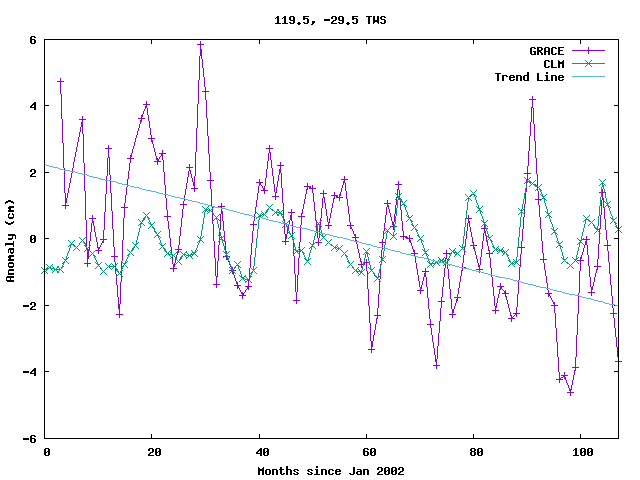 119.5, -29.5 TWS
GRACE
CLM
Trend Line
6
4
2
0
-2
-4
-6
Anomaly (cm)
0 20 40 60 80 100
Months since Jan 2002